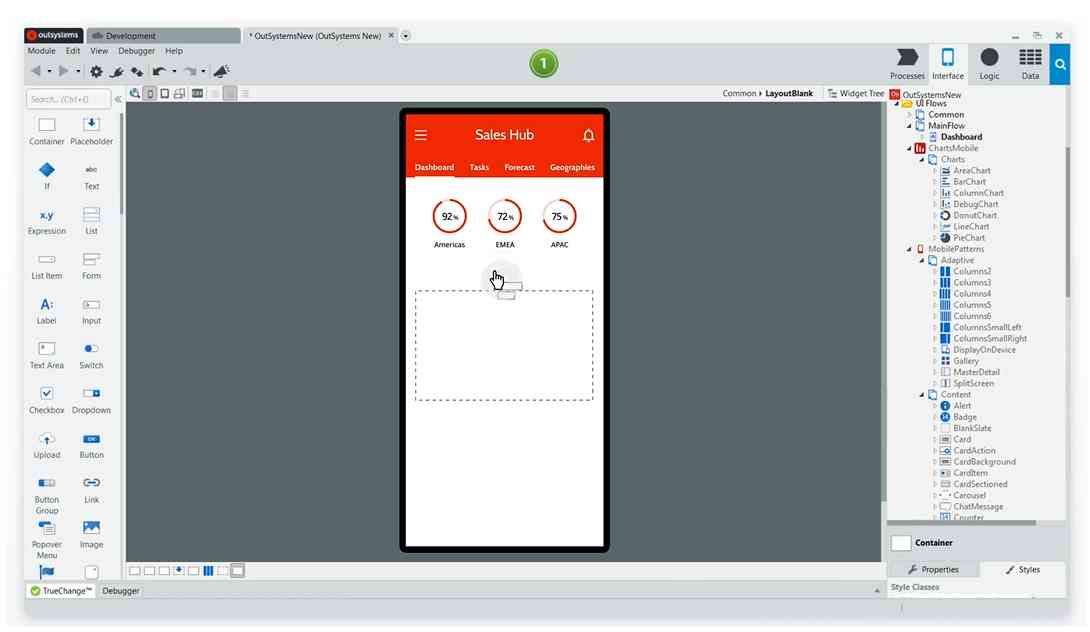 outsystems
Development
* OutSystemsNew (OutSystems New)
Module Edit View Debugger Help
1
Processes Interface Logic Data
Search... (Ctrl+E)
Common LayoutBlank
Widget Tree
OutSystemsNew
UI Flows
Common
MainFlow
Dashboard
ChartsMobile
Charts
AreaChart
BarChart
ColumnChart
DebugChart
DonutChart
LineChart
PieChart
MobilePatterns
Adaptive
Columns2
Columns3
Columns4
Columns5
Columns6
ColumnsSmallLeft
ColumnsSmallRight
DisplayOnDevice
Gallery
MasterDetail
SplitScreen
Content
Alert
Badge
BlankSlate
Card
CardAction
CardBackground
CardItem
CardSectioned
Carousel
ChatMessage
Counter
Container Placeholder
abc
If Text
x.y
Expression List
List Item Form
A:
Label Input
Text Area Switch
Checkbox Dropdown
OK
Upload Button
Button Group
Link
Popover Menu
Image
Sales Hub
Dashboard Tasks Forecast Geographies
92% 72% 75%
Americas EMEA APAC
Container
Properties Styles
Style Classes
TrueChange™ Debugger